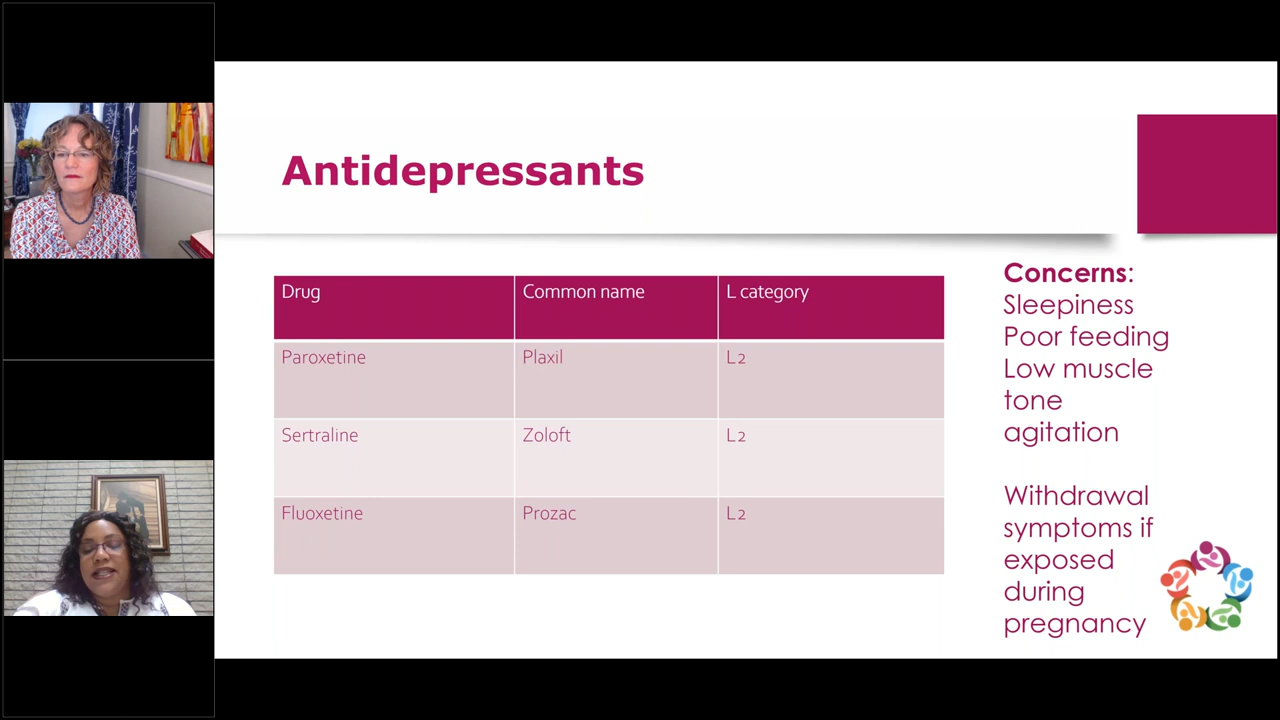 Antidepressants
Drug Common name L category
Paroxetine Plaxil L2
Sertraline Zoloft L2
Fluoxetine Prozac L2
Concerns:
Sleepiness
Poor feeding
Low muscle
tone
agitation
Withdrawal
symptoms if
exposed
during
pregnancy